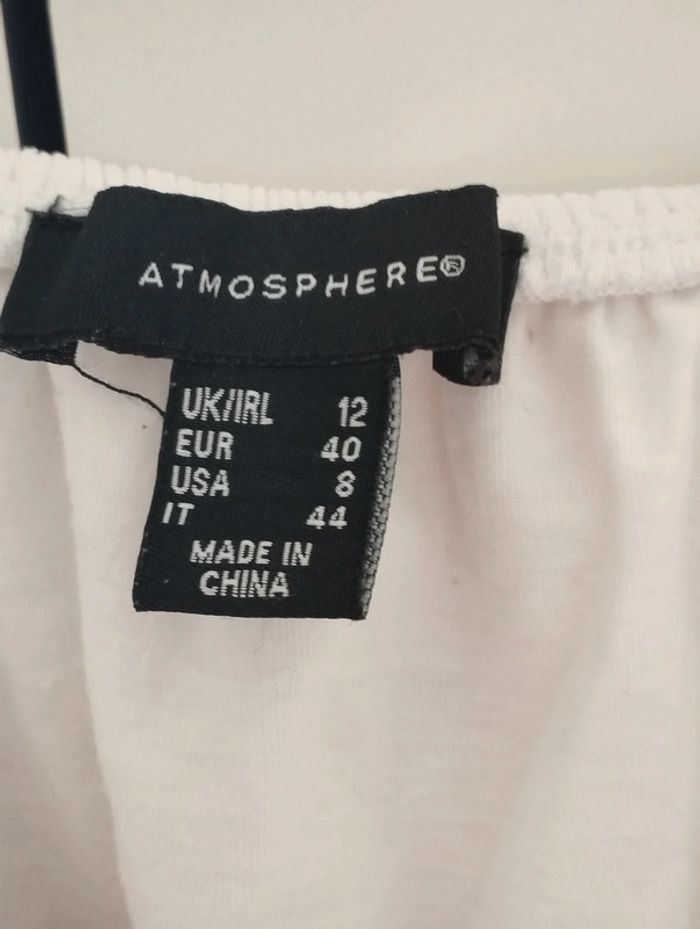 ATMOSPHERE®
UK/IRL 12
EUR 40
USA 8
IT 44
MADE IN
CHINA